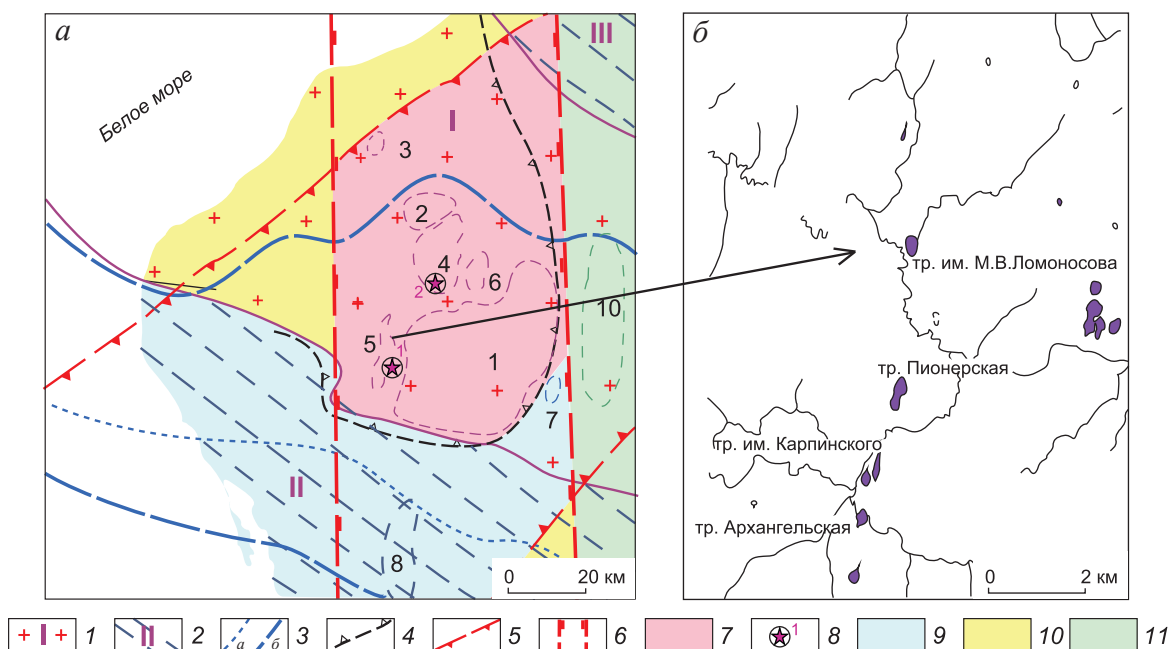 а
Белое море
I
III
3
2
4
2
6
5
1
10
7
II
8
0 20 км
б
тр. им. М.В.Ломоносова
тр. Пионерская
тр. им. Карпинского
тр. Архангельская
0 2 км
I 1 II 2 а б 3 4 5 6 7 1 8 9 10 11